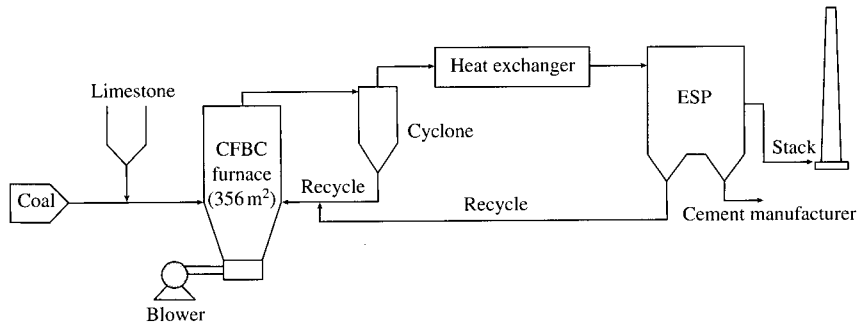 Limestone
Coal
CFBC
furnace
(356 m²)
Blower
Cyclone
Recycle
Recycle
Heat exchanger
ESP
Stack
Cement manufacturer